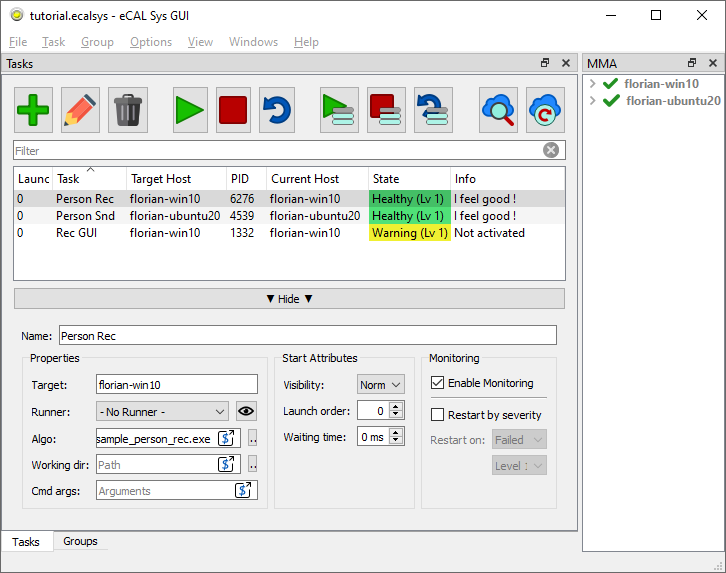 tutorial.ecalsys - eCAL Sys GUI
File Task Group Options View Windows Help
Tasks
MMA
florian-win10
florian-ubuntu20
Filter
Launc Task Target Host PID Current Host State Info
0 Person Rec florian-win10 6276 florian-win10 Healthy (Lv 1) I feel good !
0 Person Snd florian-ubuntu20 4539 florian-ubuntu20 Healthy (Lv 1) I feel good !
0 Rec GUI florian-win10 1332 florian-win10 Warning (Lv 1) Not activated
▼ Hide ▼
Name: Person Rec
Properties
Target: florian-win10
Runner: - No Runner -
Algo: sample_person_rec.exe $ ..
Working dir: Path $ ..
Cmd args: Arguments $
Start Attributes
Visibility: Norm
Launch order: 0
Waiting time: 0 ms
Monitoring
Enable Monitoring
Restart by severity
Restart on: Failed
Level 1
Tasks Groups